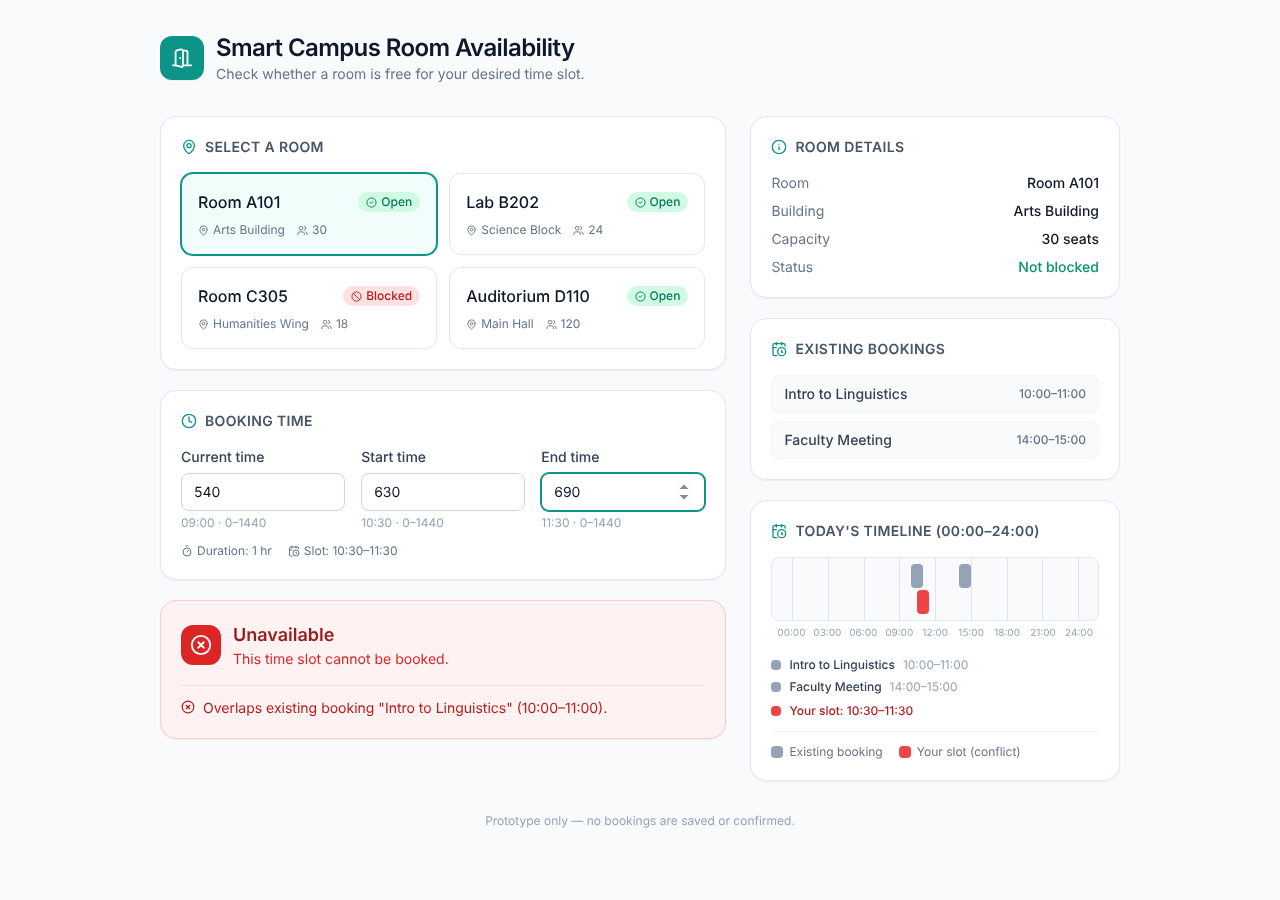 Smart Campus Room Availability
Check whether a room is free for your desired time slot.
SELECT A ROOM
Room A101 Open
Arts Building 30
Lab B202 Open
Science Block 24
Room C305 Blocked
Humanities Wing 18
Auditorium D110 Open
Main Hall 120
BOOKING TIME
Current time Start time End time
540 630 690
09:00 · 0–1440 10:30 · 0–1440 11:30 · 0–1440
Duration: 1 hr Slot: 10:30–11:30
Unavailable
This time slot cannot be booked.
Overlaps existing booking "Intro to Linguistics" (10:00–11:00).
ROOM DETAILS
Room Room A101
Building Arts Building
Capacity 30 seats
Status Not blocked
EXISTING BOOKINGS
Intro to Linguistics 10:00–11:00
Faculty Meeting 14:00–15:00
TODAY'S TIMELINE (00:00–24:00)
00:00 03:00 06:00 09:00 12:00 15:00 18:00 21:00 24:00
Intro to Linguistics 10:00–11:00
Faculty Meeting 14:00–15:00
Your slot: 10:30–11:30
Existing booking Your slot (conflict)
Prototype only — no bookings are saved or confirmed.